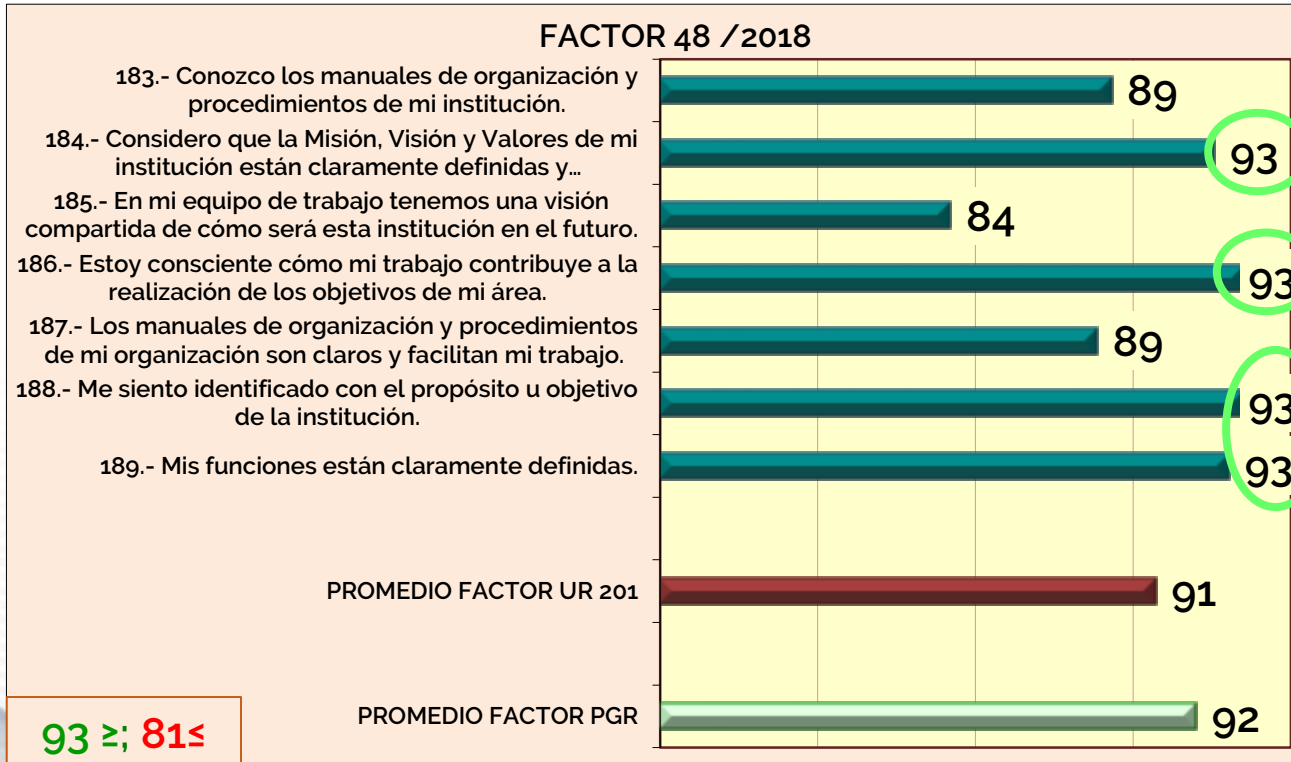 FACTOR 48 /2018
183.- Conozco los manuales de organización y
procedimientos de mi institución.
89
184.- Considero que la Misión, Visión y Valores de mi
institución están claramente definidas y...
93
185.- En mi equipo de trabajo tenemos una visión
compartida de cómo será esta institución en el futuro.
84
186.- Estoy consciente cómo mi trabajo contribuye a la
realización de los objetivos de mi área.
93
187.- Los manuales de organización y procedimientos
de mi organización son claros y facilitan mi trabajo.
89
188.- Me siento identificado con el propósito u objetivo
de la institución.
93
189.- Mis funciones están claramente definidas.
93
PROMEDIO FACTOR UR 201
91
PROMEDIO FACTOR PGR
92
93 ≥; 81≤